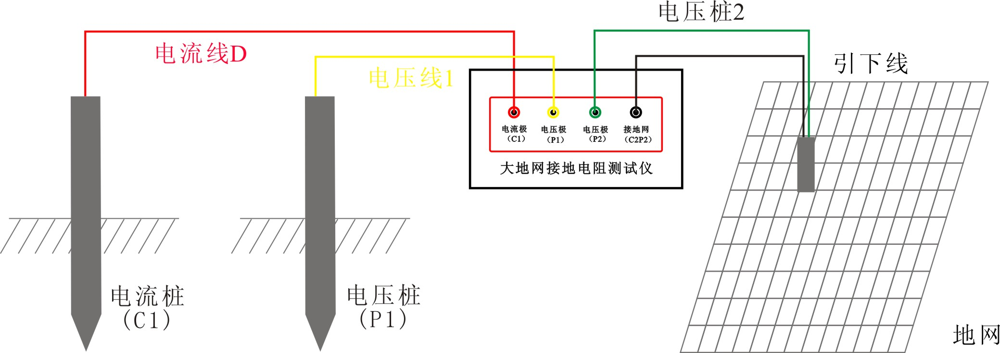 电压桩2
电流线D
电压线1
引下线
电流极
(C1)
电压极
(P1)
电压极
(P2)
接地网
(C2P2)
大地网接地电阻测试仪
电流桩
(C1)
电压桩
(P1)
地网